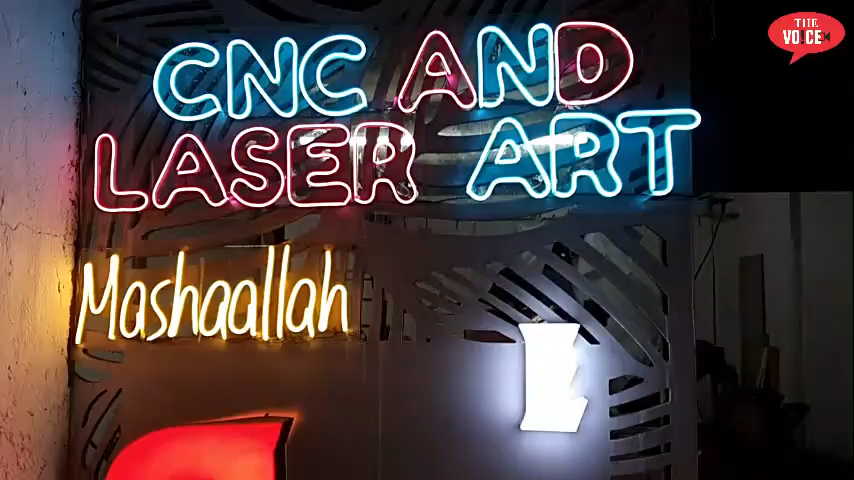 THE
VOICE
CNC AND
LASER ART
Mashaallah
E